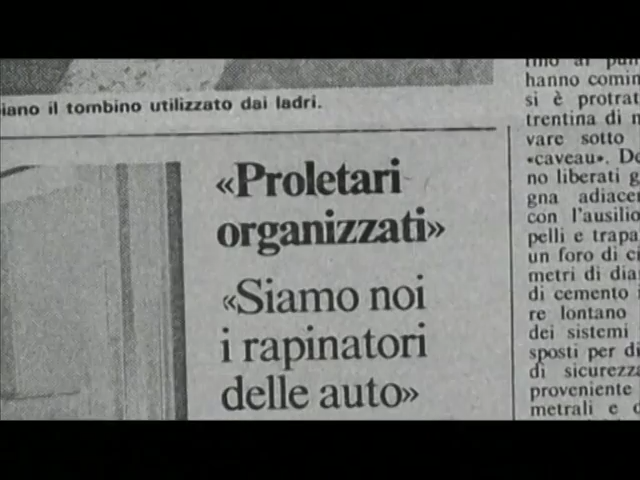 iano il tombino utilizzato dai ladri.
«Proletari
organizzati»
«Siamo noi
i rapinatori
delle auto»
hanno comin
si è protrat
trentina di m
vare sotto
«caveau». Do
no liberati g
gna adiacen
con l'ausilio
pelli e trapa
un foro di ci
metri di dia
di cemento i
re lontano
dei sistemi
sposti per di
di sicurezza
proveniente
metrali e d